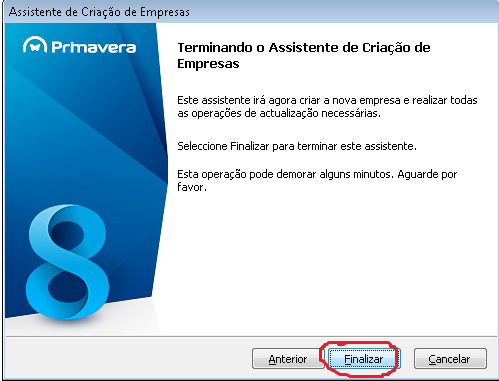 Assistente de Criação de Empresas
Primavera
Terminando o Assistente de Criação de
Empresas
Este assistente irá agora criar a nova empresa e realizar todas
as operações de actualização necessárias.
Seleccione Finalizar para terminar este assistente.
Esta operação pode demorar alguns minutos. Aguarde por
favor.
8
Anterior
Finalizar
Cancelar